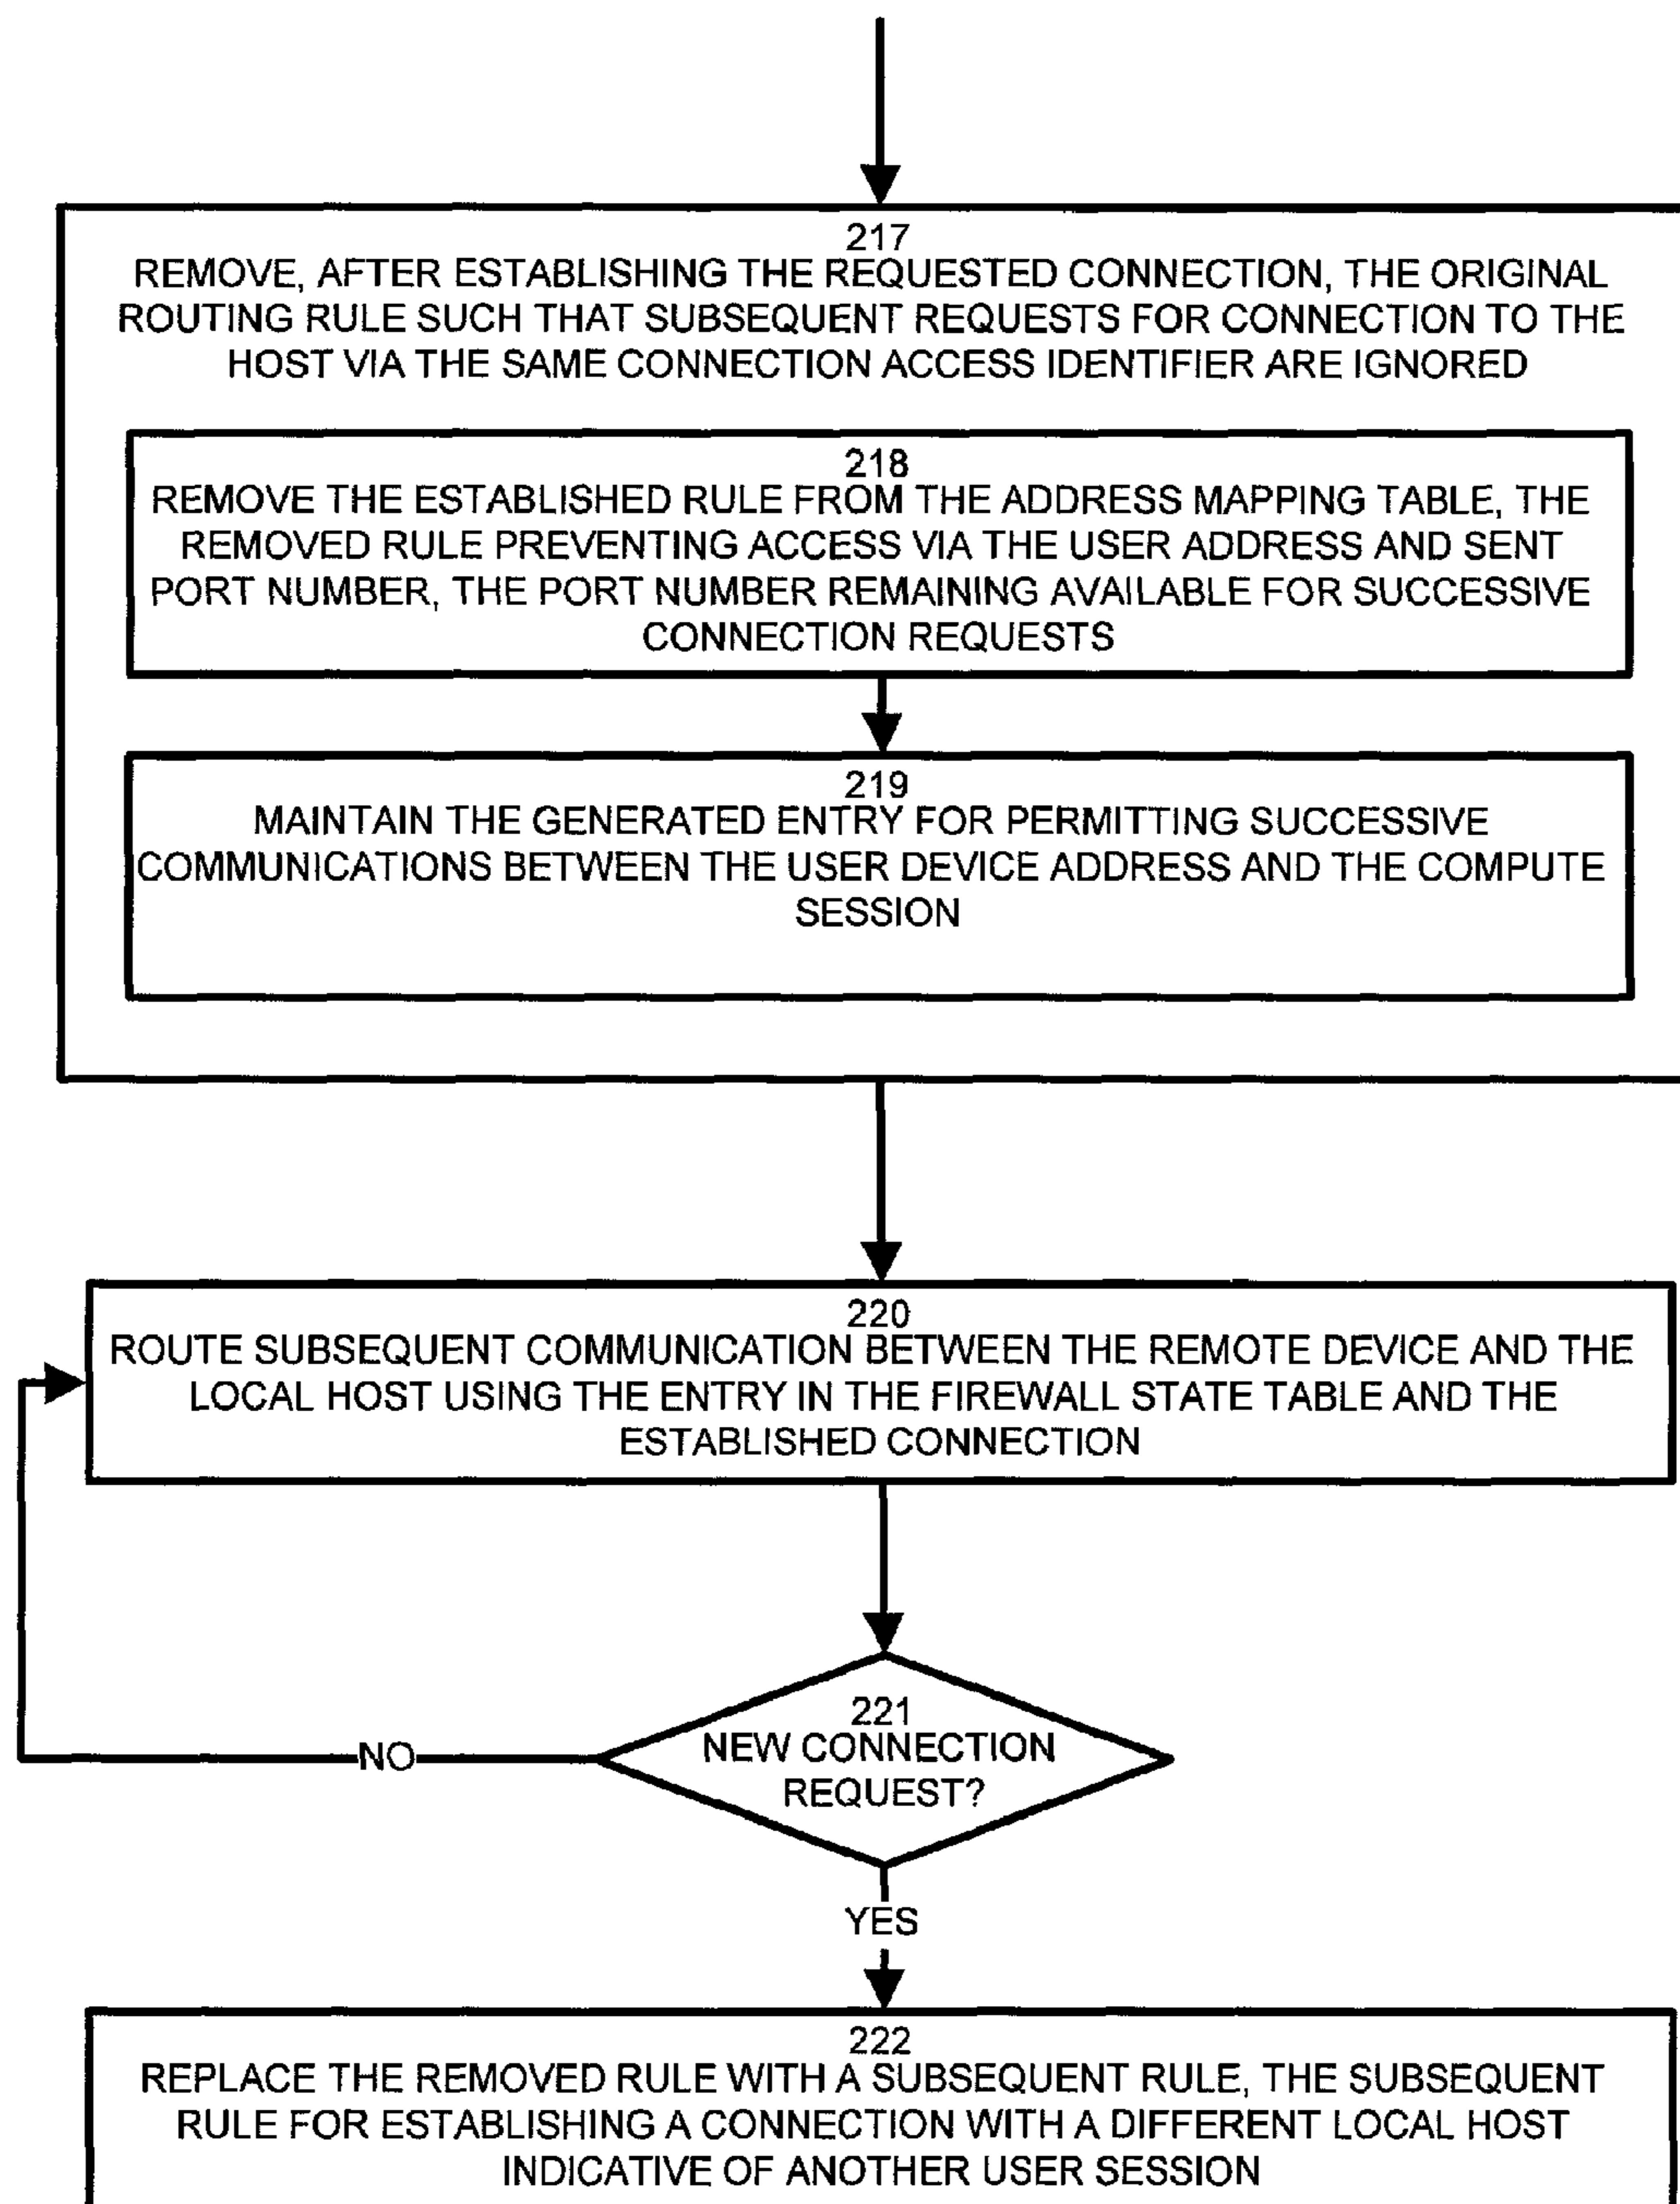 217
REMOVE, AFTER ESTABLISHING THE REQUESTED CONNECTION, THE ORIGINAL
ROUTING RULE SUCH THAT SUBSEQUENT REQUESTS FOR CONNECTION TO THE
HOST VIA THE SAME CONNECTION ACCESS IDENTIFIER ARE IGNORED
218
REMOVE THE ESTABLISHED RULE FROM THE ADDRESS MAPPING TABLE, THE
REMOVED RULE PREVENTING ACCESS VIA THE USER ADDRESS AND SENT
PORT NUMBER, THE PORT NUMBER REMAINING AVAILABLE FOR SUCCESSIVE
CONNECTION REQUESTS
219
MAINTAIN THE GENERATED ENTRY FOR PERMITTING SUCCESSIVE
COMMUNICATIONS BETWEEN THE USER DEVICE ADDRESS AND THE COMPUTE
SESSION
220
ROUTE SUBSEQUENT COMMUNICATION BETWEEN THE REMOTE DEVICE AND THE
LOCAL HOST USING THE ENTRY IN THE FIREWALL STATE TABLE AND THE
ESTABLISHED CONNECTION
221
NEW CONNECTION
REQUEST?
NO
YES
222
REPLACE THE REMOVED RULE WITH A SUBSEQUENT RULE, THE SUBSEQUENT
RULE FOR ESTABLISHING A CONNECTION WITH A DIFFERENT LOCAL HOST
INDICATIVE OF ANOTHER USER SESSION